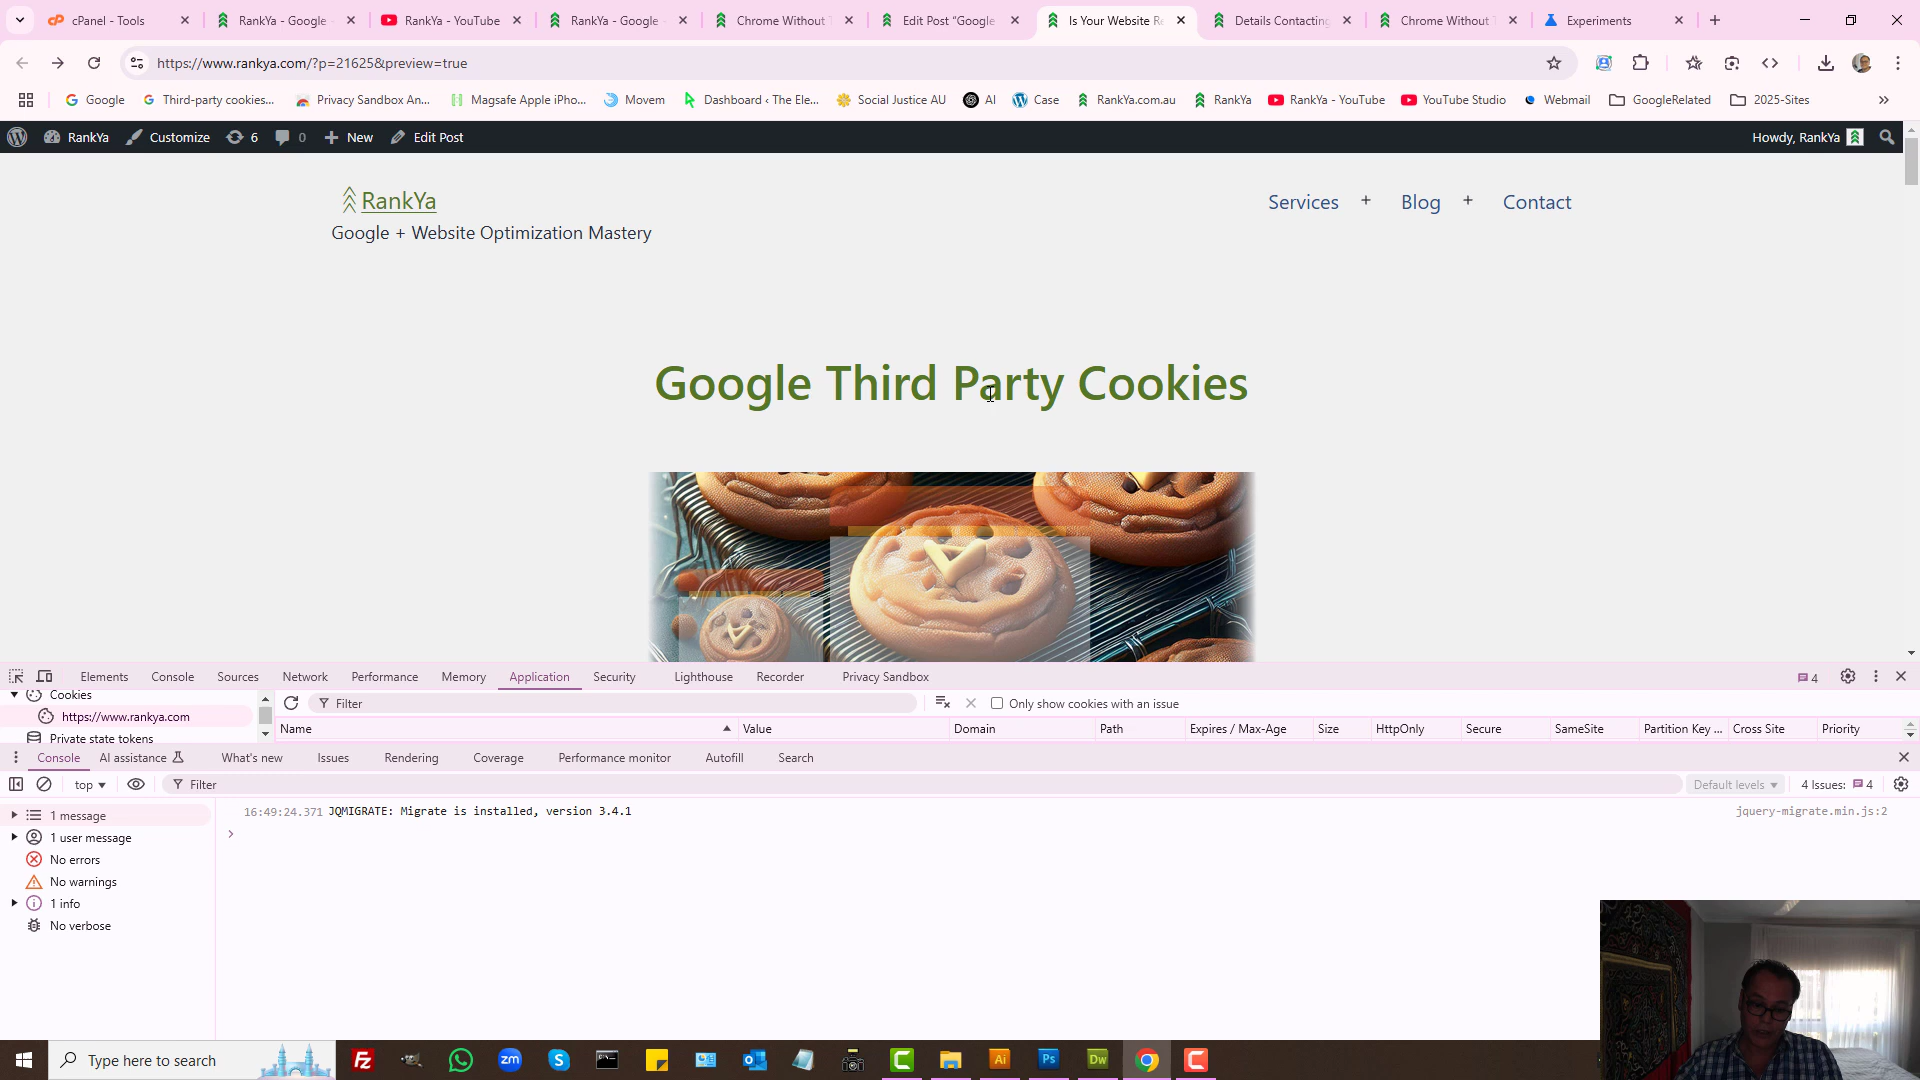 cPanel - Tools
RankYa - Google
RankYa - YouTube
RankYa - Google
Chrome Without T
Edit Post “Google
Is Your Website Re
Details Contacting
Chrome Without T
Experiments
https://www.rankya.com/?p=21625&preview=true
Google
Third-party cookies...
Privacy Sandbox An...
Magsafe Apple iPho...
Movem
Dashboard ‹ The Ele...
Social Justice AU
AI
Case
RankYa.com.au
RankYa
RankYa - YouTube
YouTube Studio
Webmail
GoogleRelated
2025-Sites
»
RankYa
Customize
6
0
New
Edit Post
Howdy, RankYa
RankYa
Google + Website Optimization Mastery
Services +
Blog +
Contact
Google Third Party Cookies
Elements
Console
Sources
Network
Performance
Application
Memory
Security
Lighthouse
Recorder
Privacy Sandbox
4
Cookies
https://www.rankya.com
Private state tokens
Filter
Only show cookies with an issue
Name
Value
Domain
Path
Expires / Max-Age
Size
HttpOnly
Secure
SameSite
Partition Key ...
Cross Site
Priority
Console
AI assistance
What's new
Issues
Rendering
Coverage
Performance monitor
Autofill
Search
top
Filter
Default levels
4 Issues: 4
1 message
1 user message
No errors
No warnings
1 info
No verbose
16:49:24.371 JQMIGRATE: Migrate is installed, version 3.4.1
jquery-migrate.min.js:2
Type here to search
Fz
zm
Ai
Ps
Dw